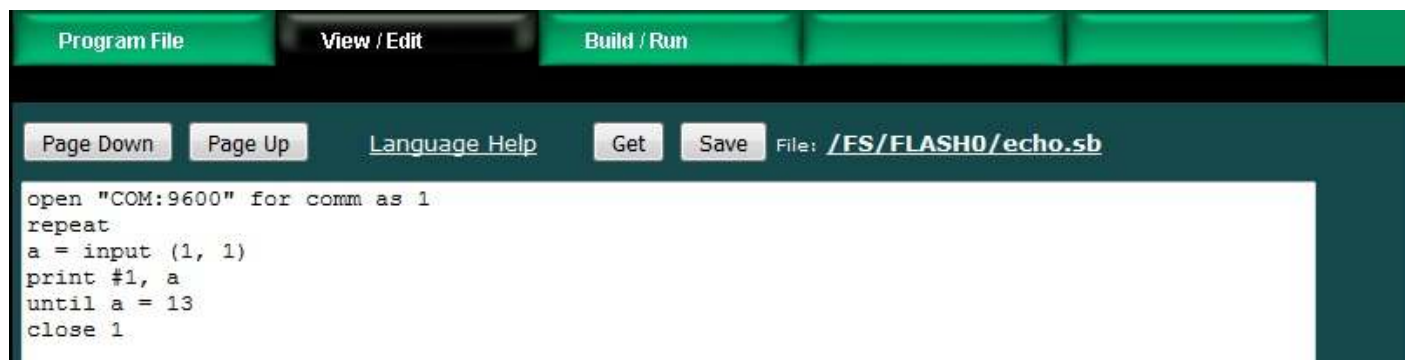 Program File View / Edit Build / Run
Page Down Page Up Language Help Get Save File: /FS/FLASH0/echo.sb
open "COM:9600" for comm as 1
repeat
a = input (1, 1)
print #1, a
until a = 13
close 1